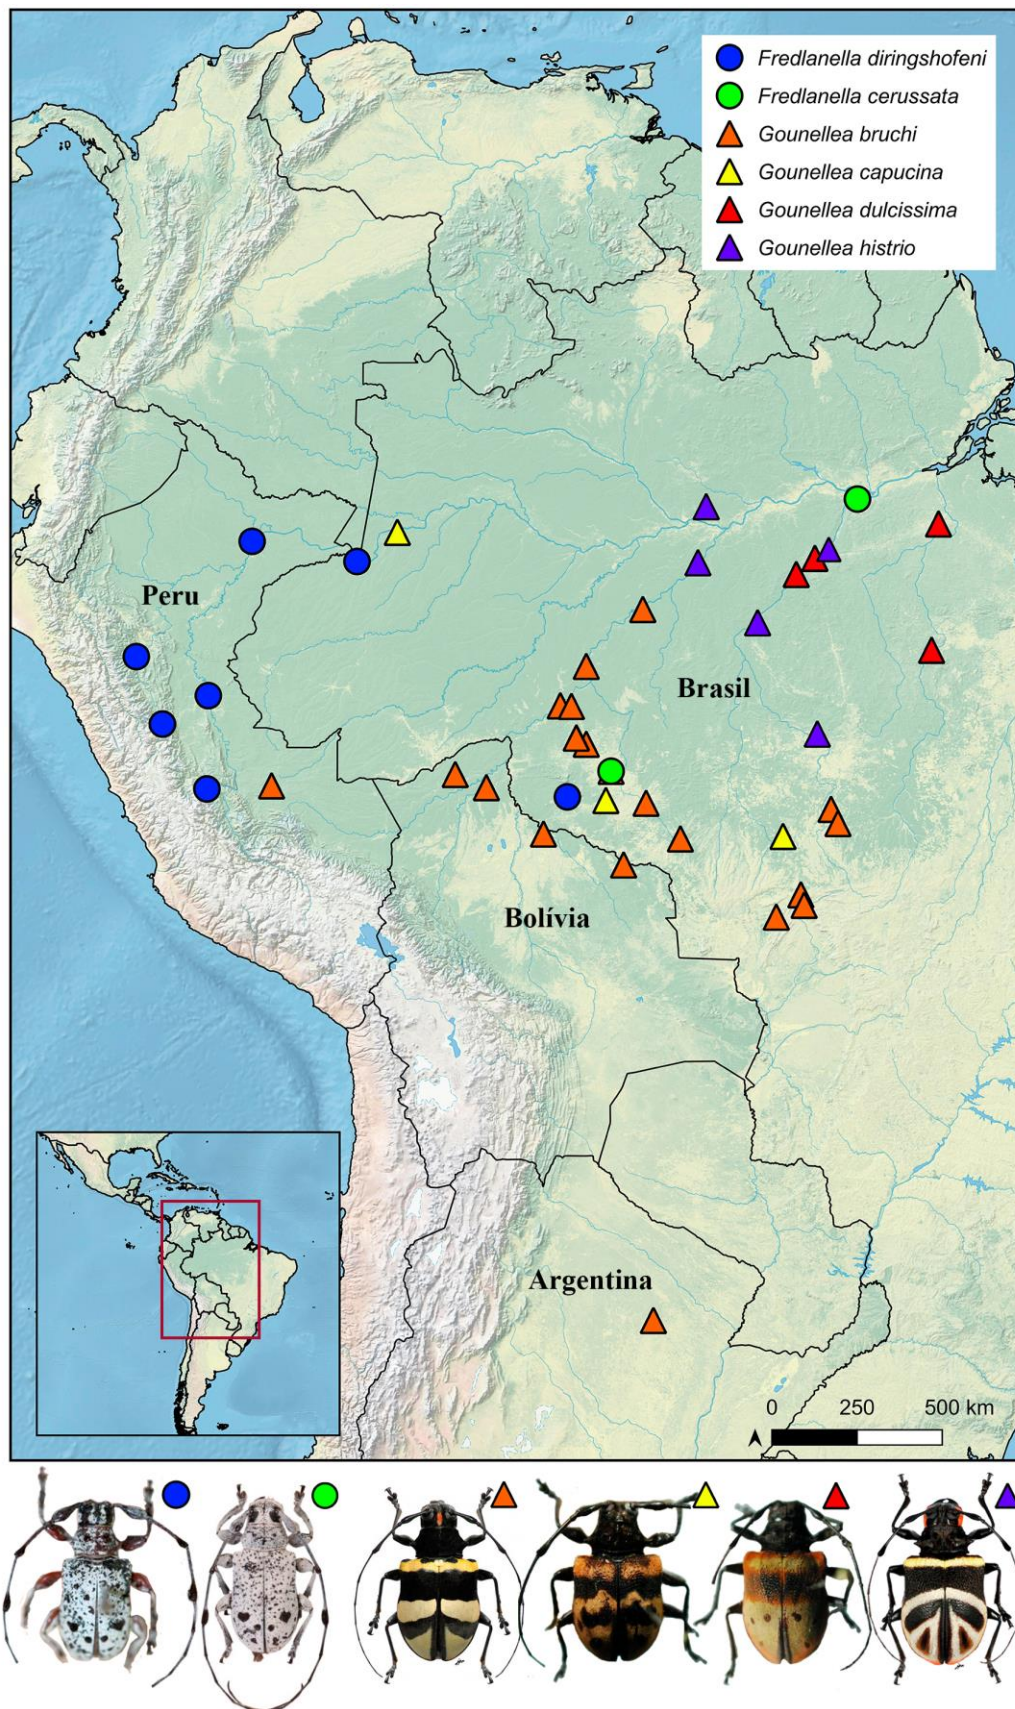 Fredlanella diringshofeni
Fredlanella cerussata
Gounellea bruchi
Gounellea capucina
Gounellea dulcissima
Gounellea histrio
Peru
Brasil
Bolívia
Argentina
0 250 500 km